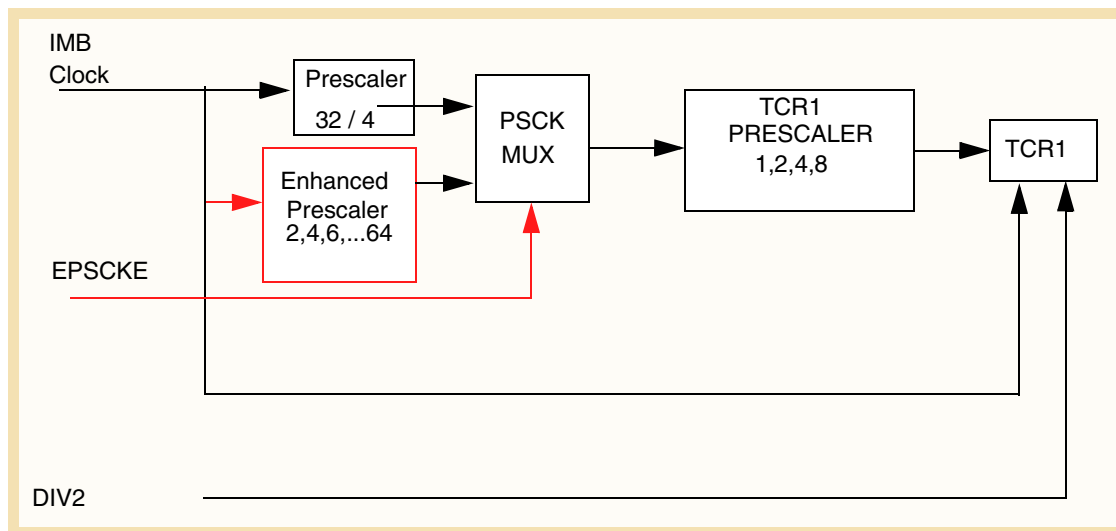 IMB
Clock
Prescaler
32 / 4
PSCK
MUX
TCR1
PRESCALER
1,2,4,8
TCR1
Enhanced
Prescaler
2,4,6,...64
EPSCKE
DIV2